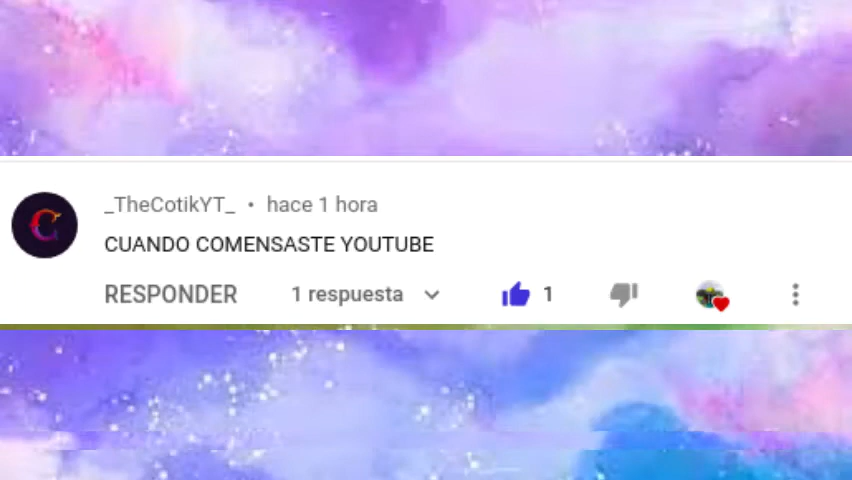 _TheCotikYT_ • hace 1 hora
CUANDO COMENSASTE YOUTUBE
RESPONDER 1 respuesta 1